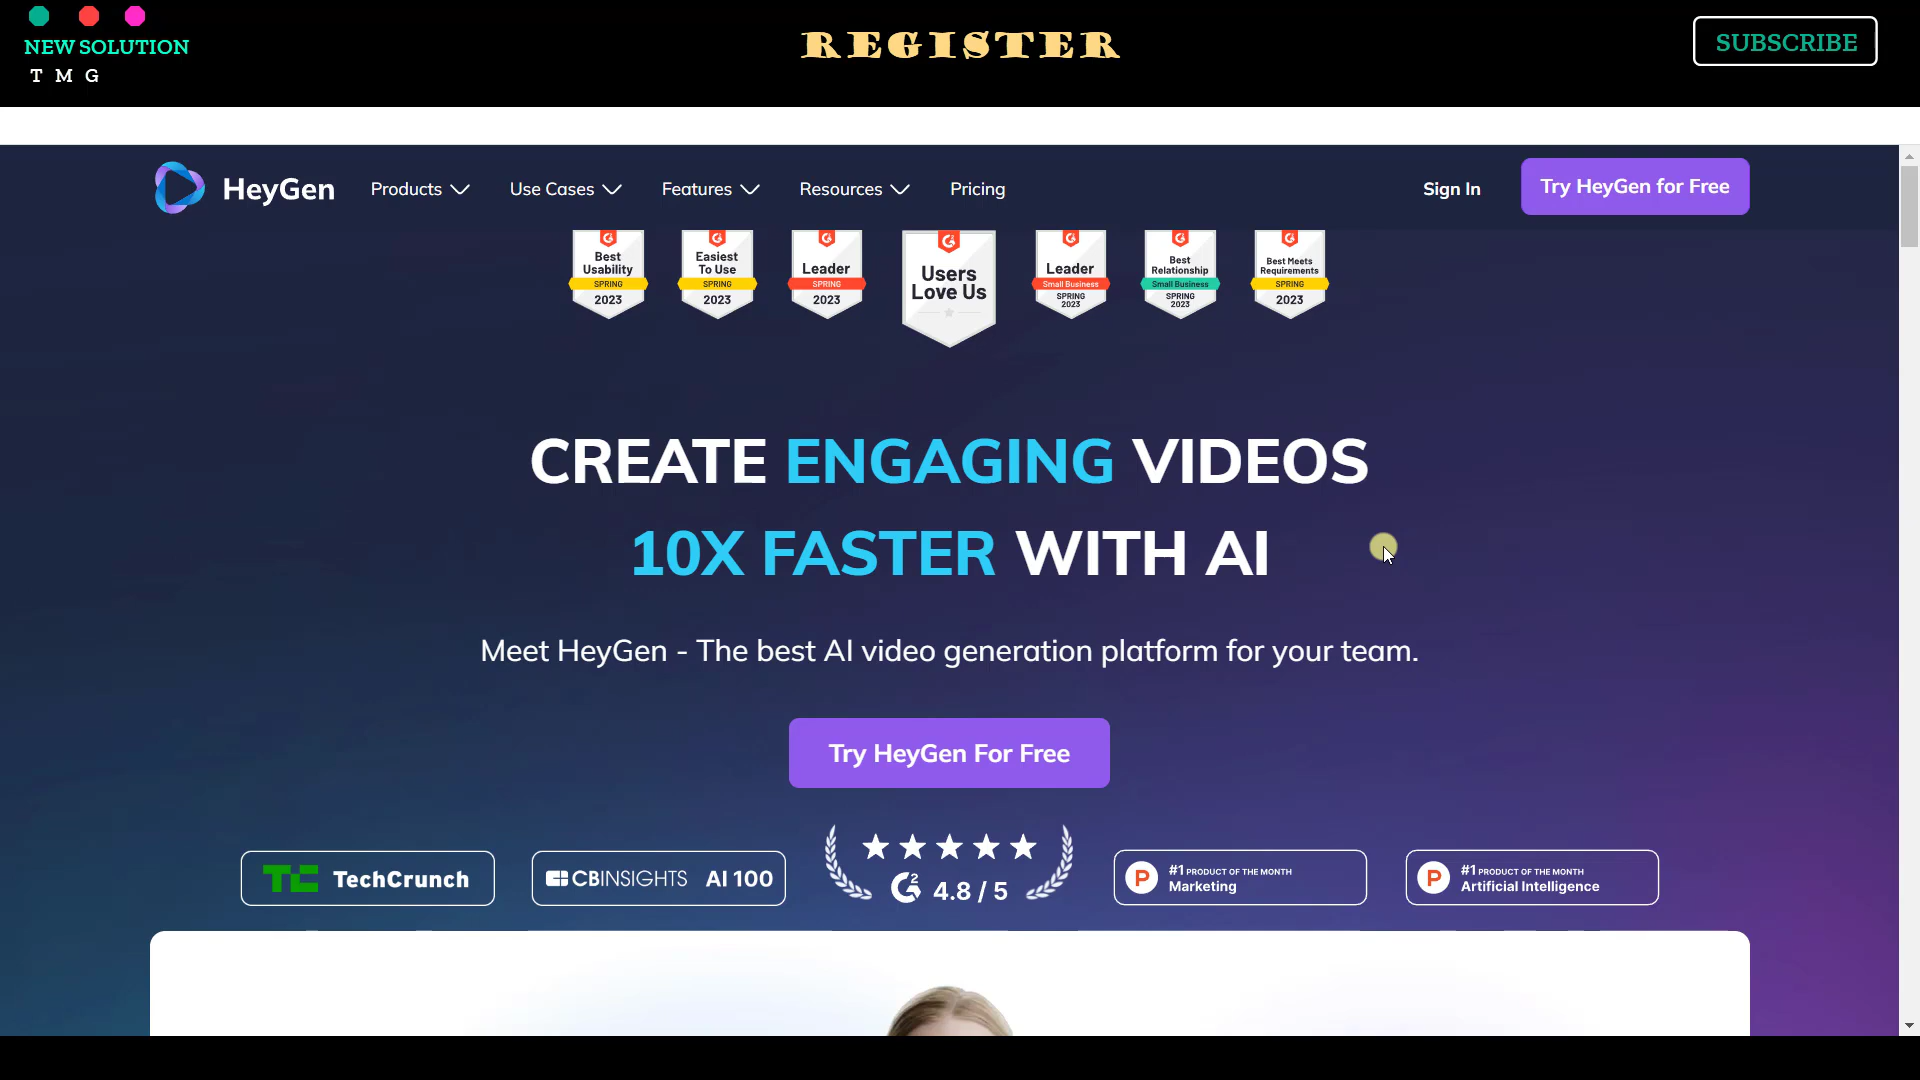 NEW SOLUTION
T M G
REGISTER
SUBSCRIBE
HeyGen
Products
Use Cases
Features
Resources
Pricing
Sign In
Try HeyGen for Free
Best
Usability
SPRING
2023
Easiest
To Use
SPRING
2023
Leader
SPRING
2023
Users
Love Us
Leader
Small Business
SPRING
2023
Best
Relationship
Small Business
SPRING
2023
Best Meets
Requirements
SPRING
2023
CREATE ENGAGING VIDEOS
10X FASTER WITH AI
Meet HeyGen - The best AI video generation platform for your team.
Try HeyGen For Free
TC TechCrunch
CBINSIGHTS AI 100
G2 4.8 / 5
P #1 PRODUCT OF THE MONTH
Marketing
P #1 PRODUCT OF THE MONTH
Artificial Intelligence